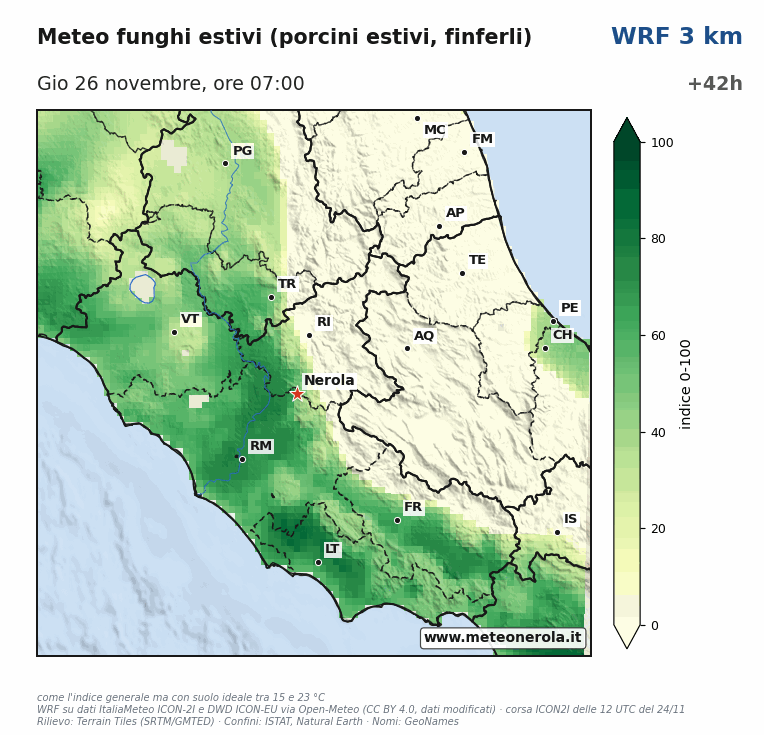 Meteo funghi estivi (porcini estivi, finferli)
WRF 3 km
Gio 26 novembre, ore 07:00
+42h
MC
FM
PG
AP
TE
TR
PE
VT
RI
AQ
CH
Nerola
RM
FR
IS
LT
www.meteonerola.it
100
80
60
40
20
0
indice 0-100
come l'indice generale ma con suolo ideale tra 15 e 23 °C
WRF su dati ItaliaMeteo ICON-2I e DWD ICON-EU via Open-Meteo (CC BY 4.0, dati modificati) · corsa ICON2I delle 12 UTC del 24/11
Rilievo: Terrain Tiles (SRTM/GMTED) · Confini: ISTAT, Natural Earth · Nomi: GeoNames